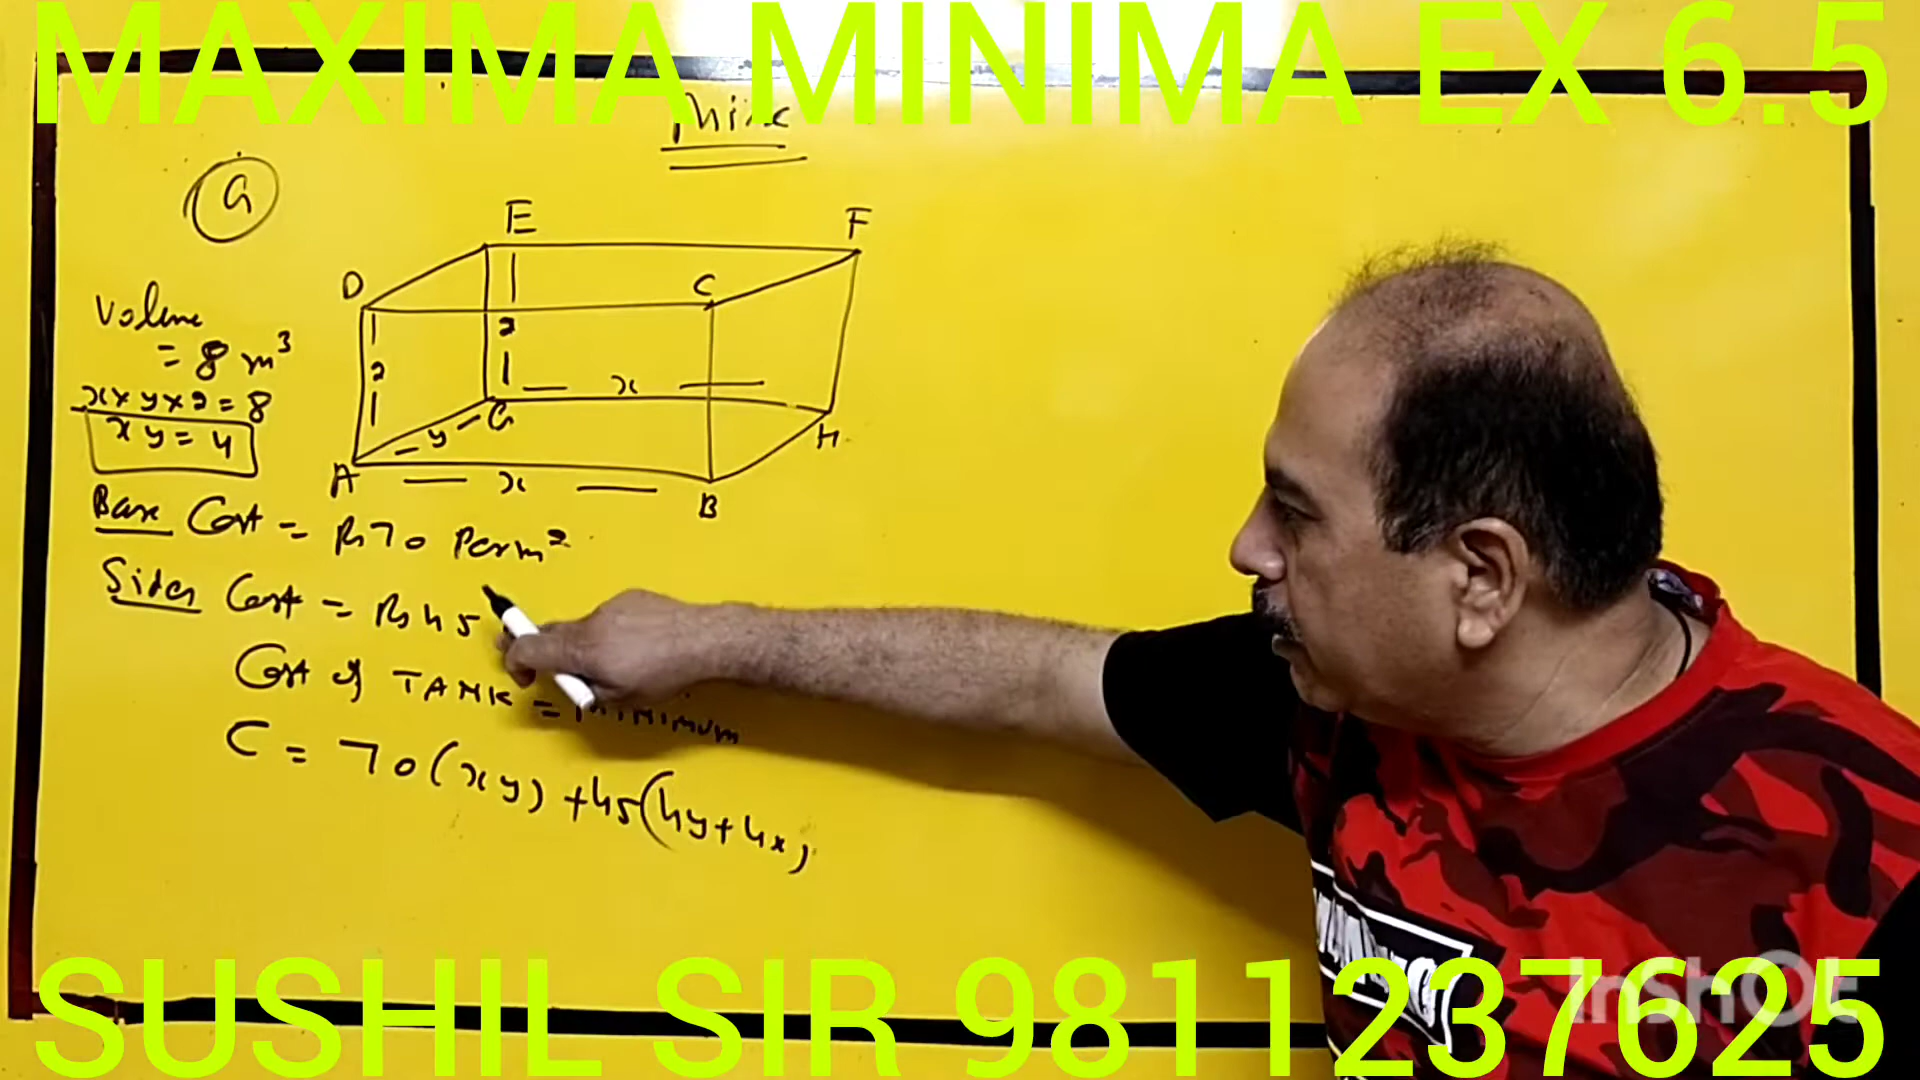 MAXIMA MINIMA EX 6.5
Q
E
F
D
C
Volume
= 8 m³
2
2
x × y × 2 = 8
x
xy = 4
y
G
H
A
x
B
Base Cost = Rs 70 Per m²
Sides Cost = Rs 45
Cost of TANK = MINIMUM
C = 70(xy) + 45(4y + 4x)
InShOt
SUSHIL SIR 9811237625